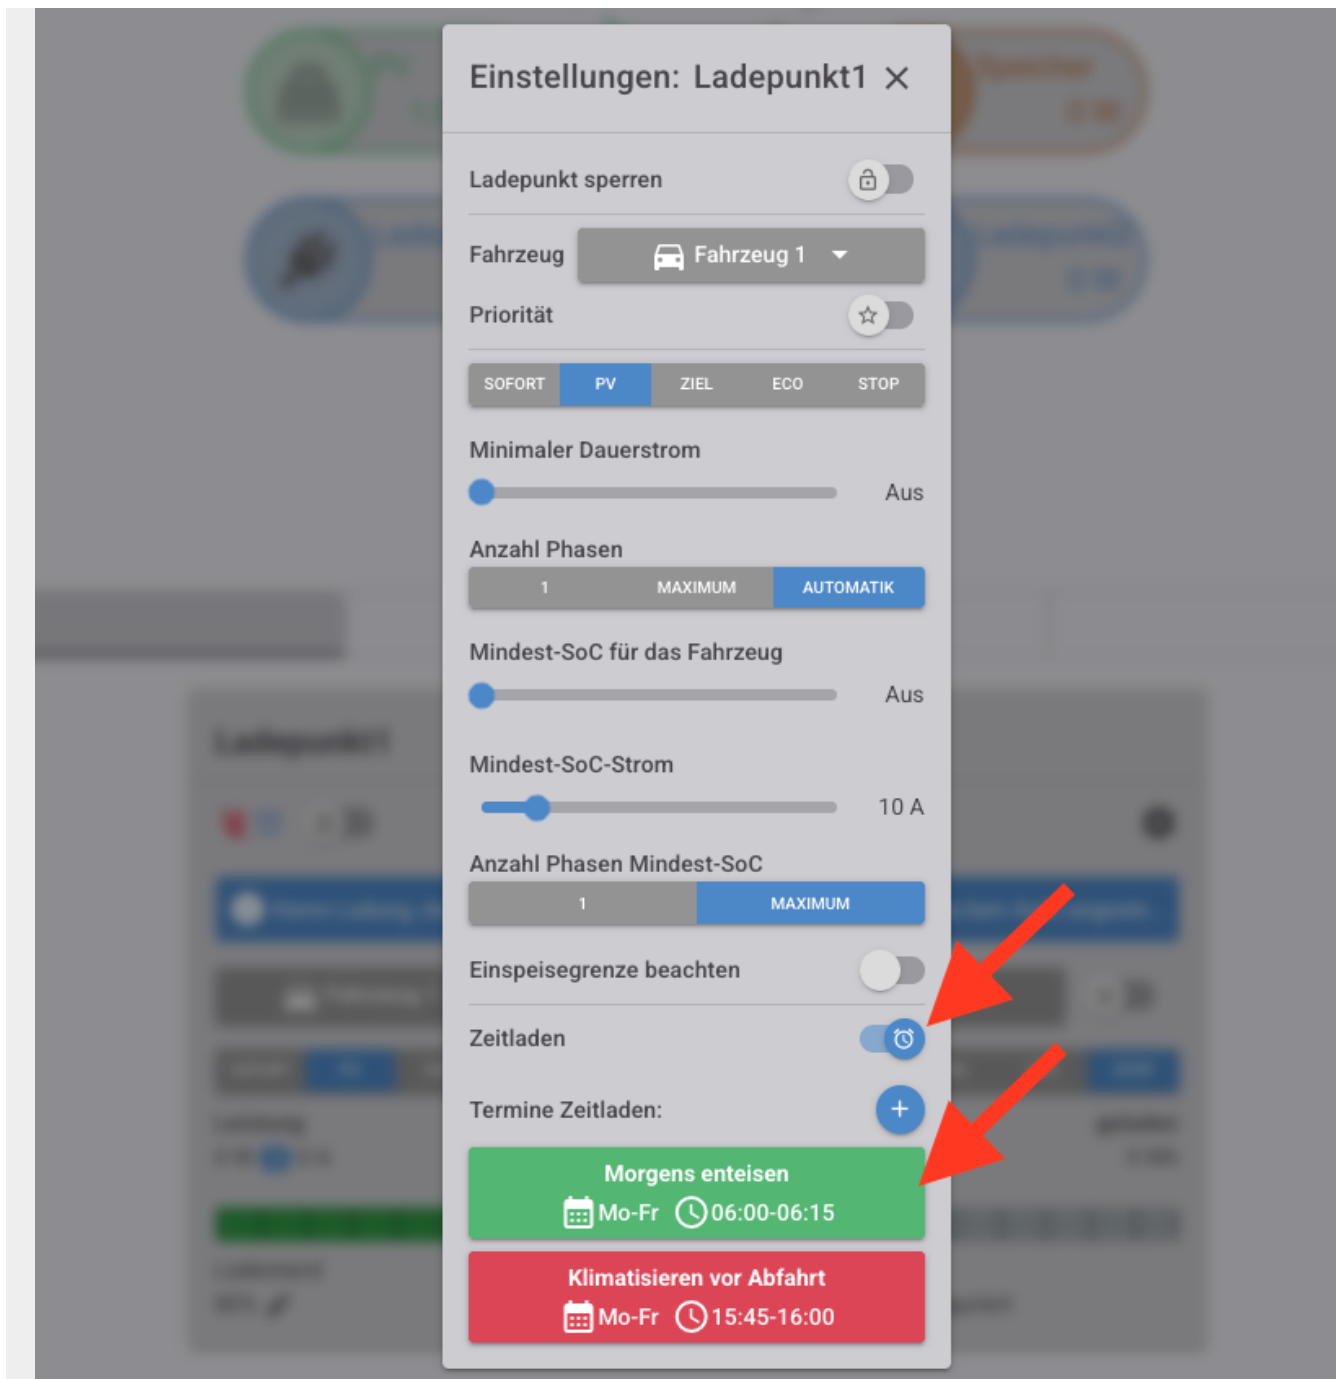 Einstellungen: Ladepunkt1
Ladepunkt sperren
Fahrzeug Fahrzeug 1
Priorität
SOFORT PV ZIEL ECO STOP
Minimaler Dauerstrom
Aus
Anzahl Phasen
1 MAXIMUM AUTOMATIK
Mindest-SoC für das Fahrzeug
Aus
Mindest-SoC-Strom
10 A
Anzahl Phasen Mindest-SoC
1 MAXIMUM
Einspeisegrenze beachten
Zeitladen
Termine Zeitladen:
Morgens enteisen
Mo-Fr 06:00-06:15
Klimatisieren vor Abfahrt
Mo-Fr 15:45-16:00
Speicher
Ladepunkt1